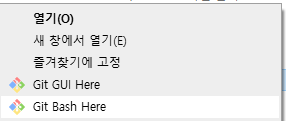 열기(O)
새 창에서 열기(E)
즐겨찾기에 고정
Git GUI Here
Git Bash Here